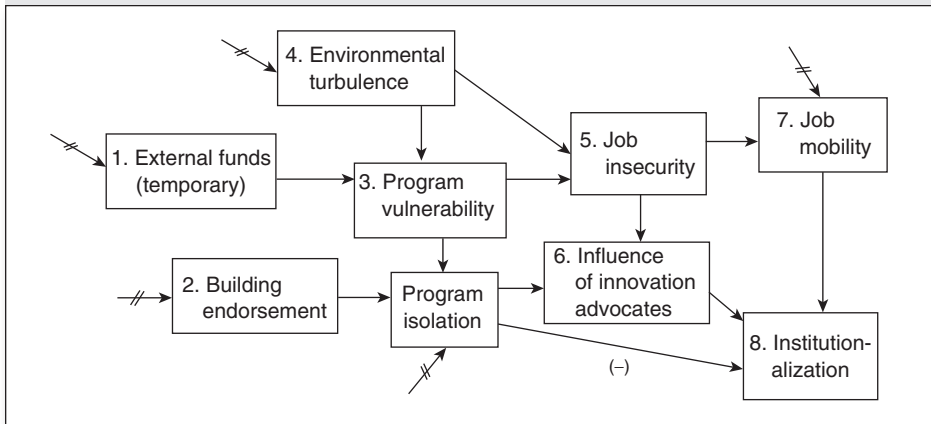 4. Environmental
turbulence
7. Job
mobility
5. Job
insecurity
1. External funds
(temporary)
3. Program
vulnerability
6. Influence
of innovation
advocates
2. Building
endorsement
Program
isolation
8. Institution-
alization
(–)